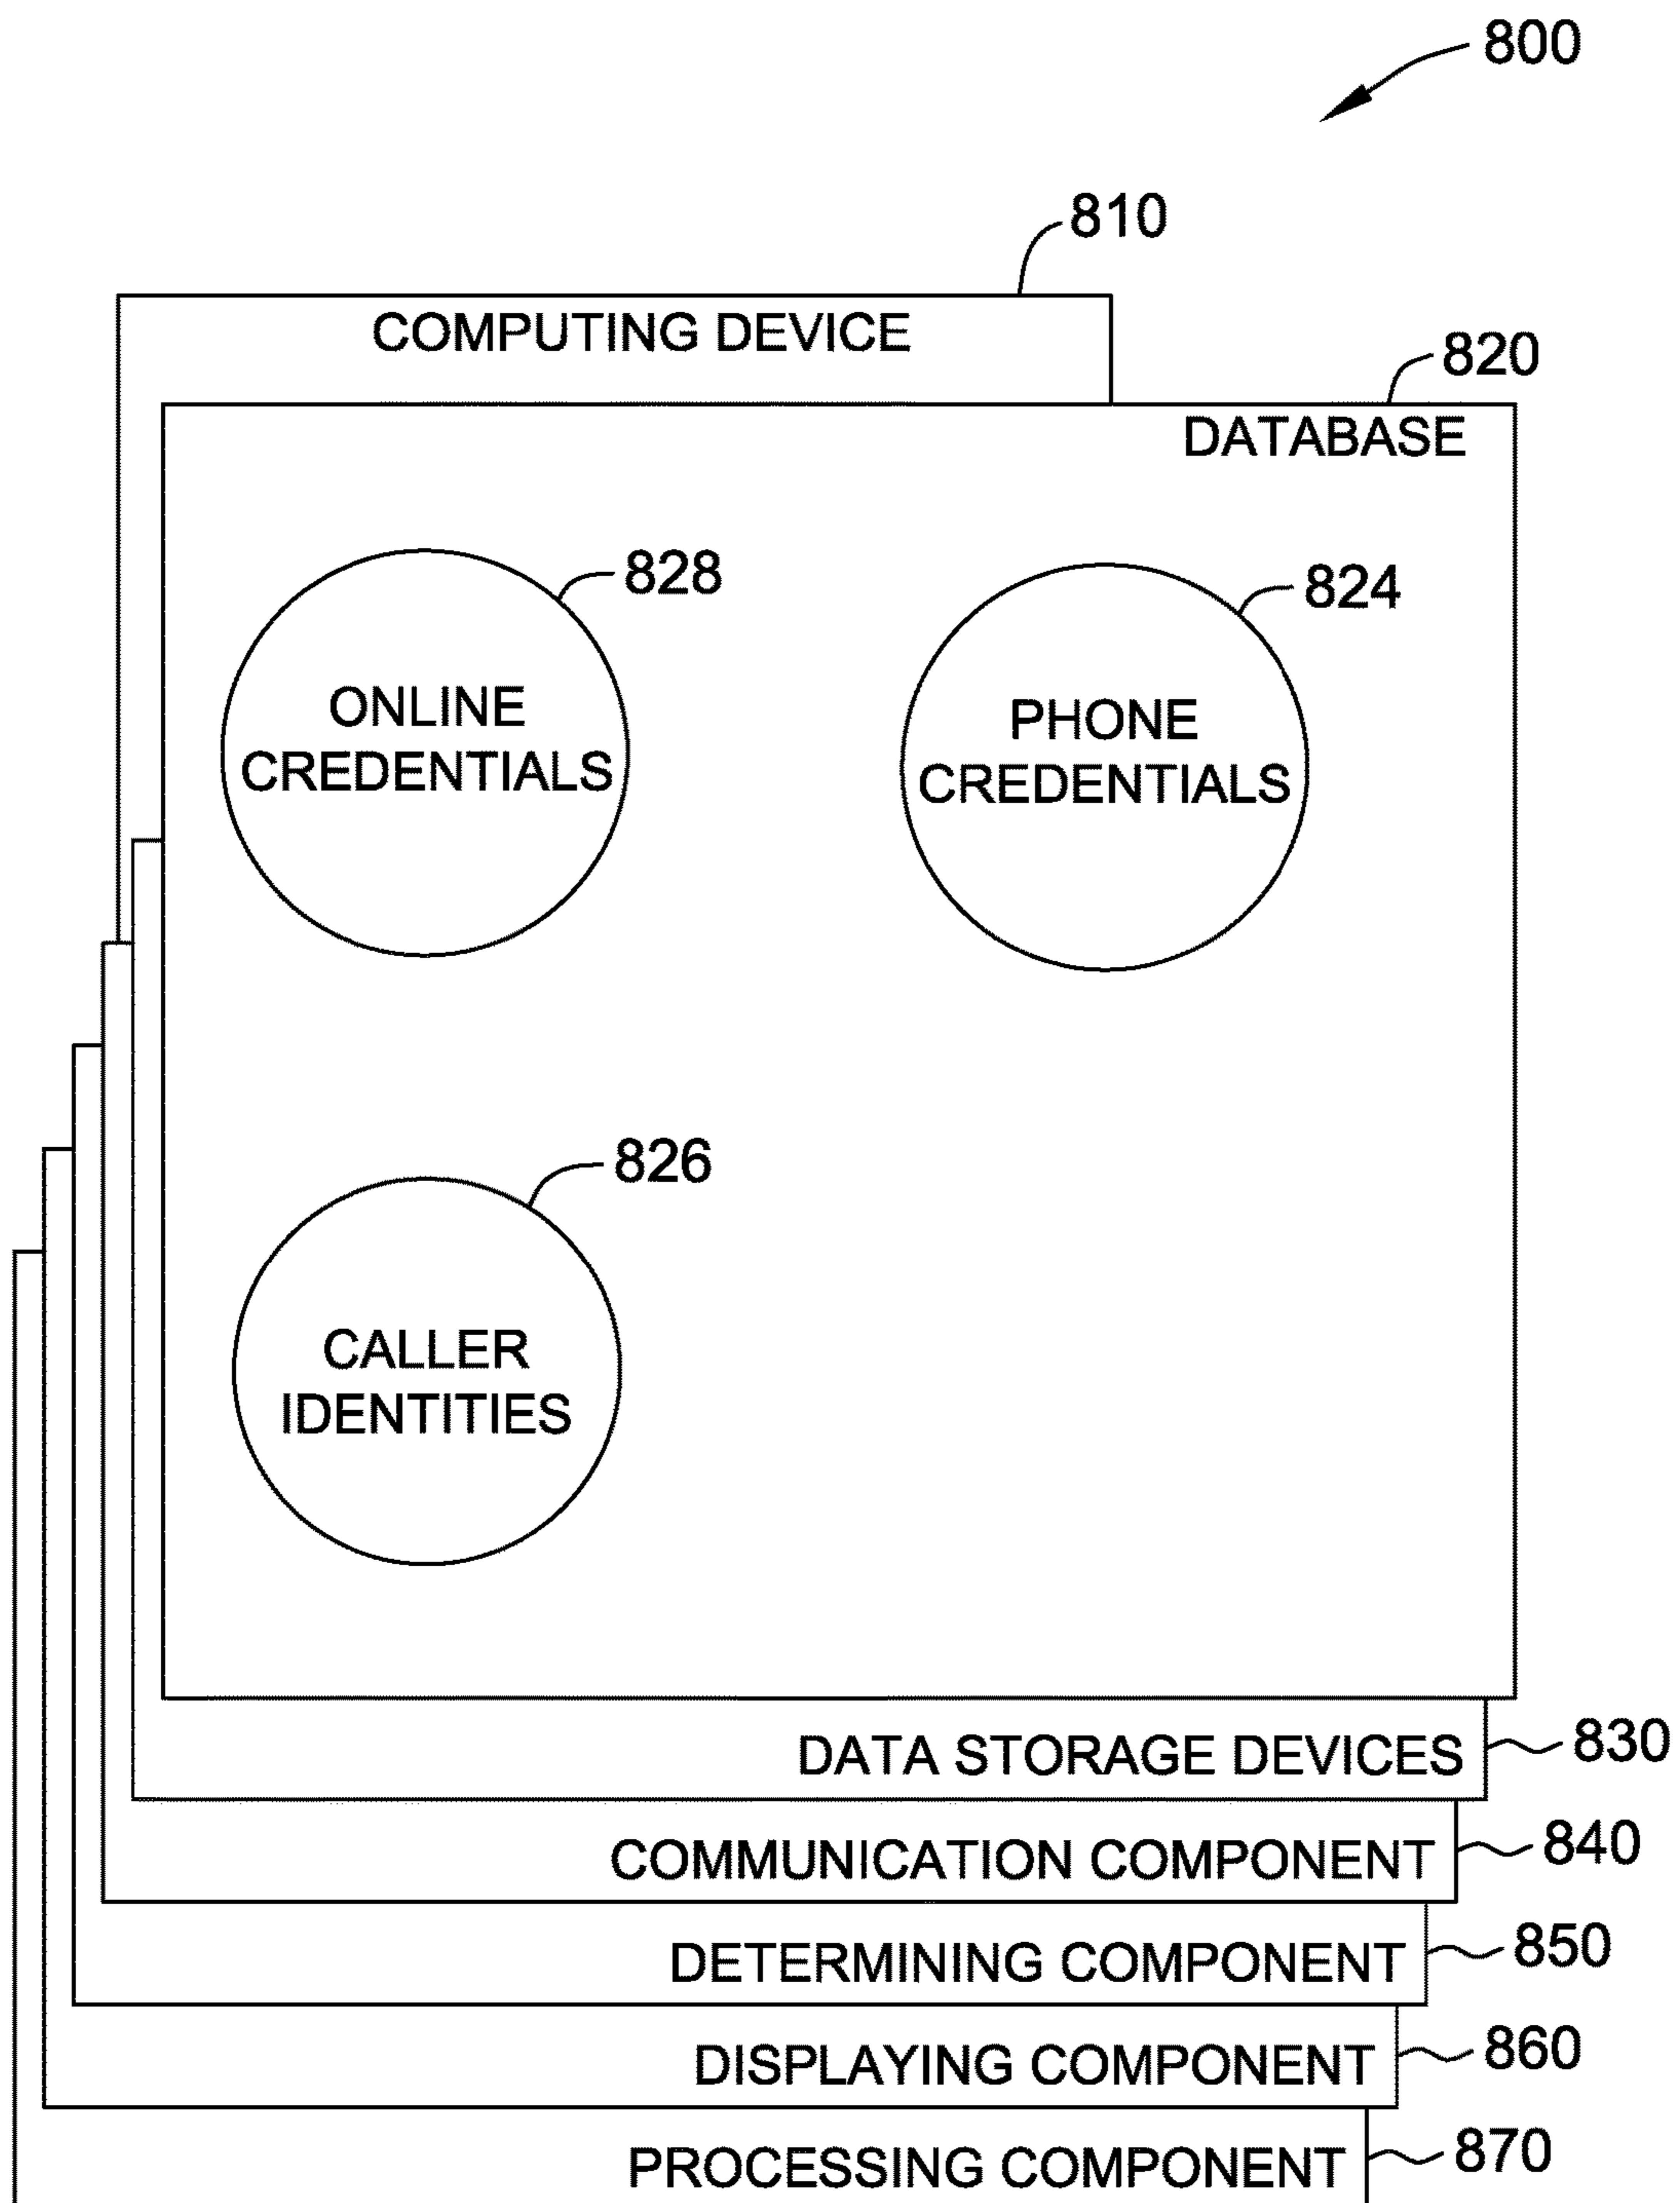 800
810
COMPUTING DEVICE
820
DATABASE
828
824
ONLINE
CREDENTIALS
PHONE
CREDENTIALS
826
CALLER
IDENTITIES
DATA STORAGE DEVICES
830
COMMUNICATION COMPONENT
840
DETERMINING COMPONENT
850
DISPLAYING COMPONENT
860
PROCESSING COMPONENT
870